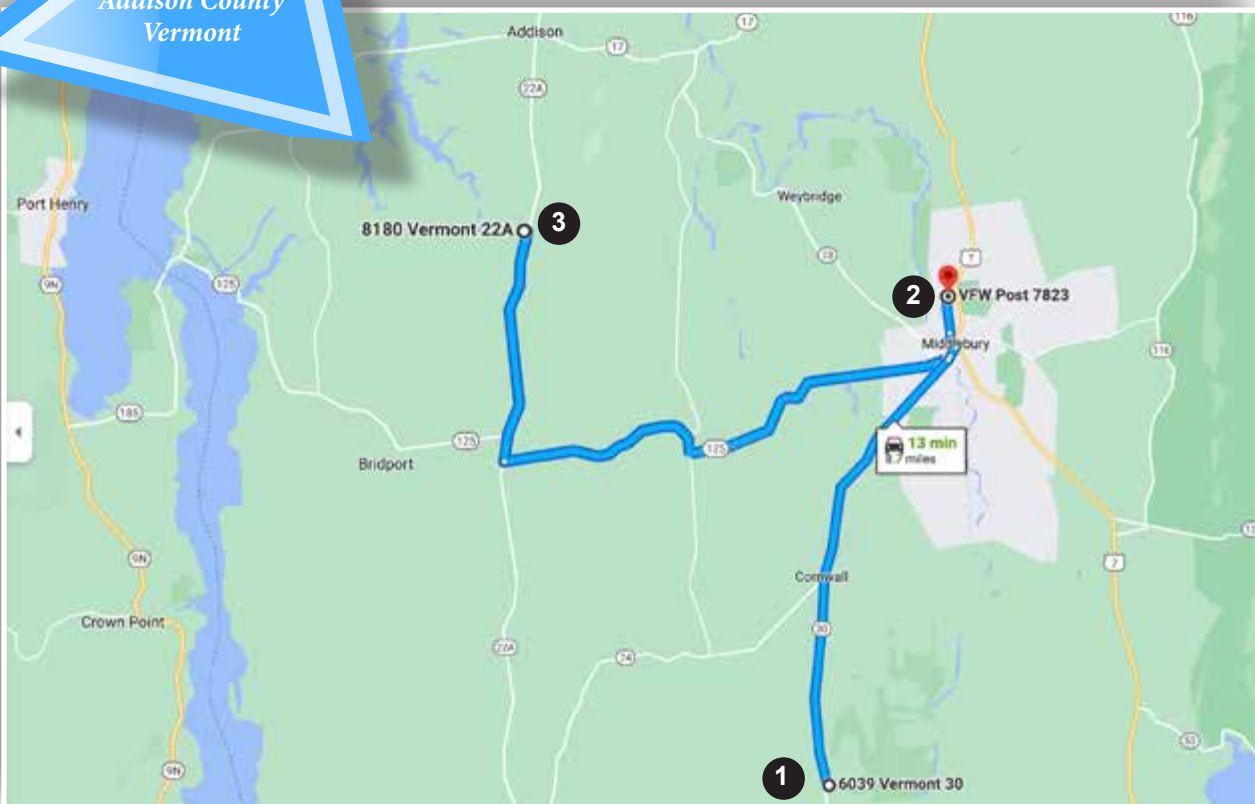 Addison County
Vermont
Addison
17
17
116
22A
Port Henry
Weybridge
8180 Vermont 22A
3
7
9N
125
2
VFW Post 7823
Middlebury
116
185
125
125
13 min
8.7 miles
Bridport
9N
7
Cornwall
Crown Point
30
22A
74
53
9N
1
6039 Vermont 30